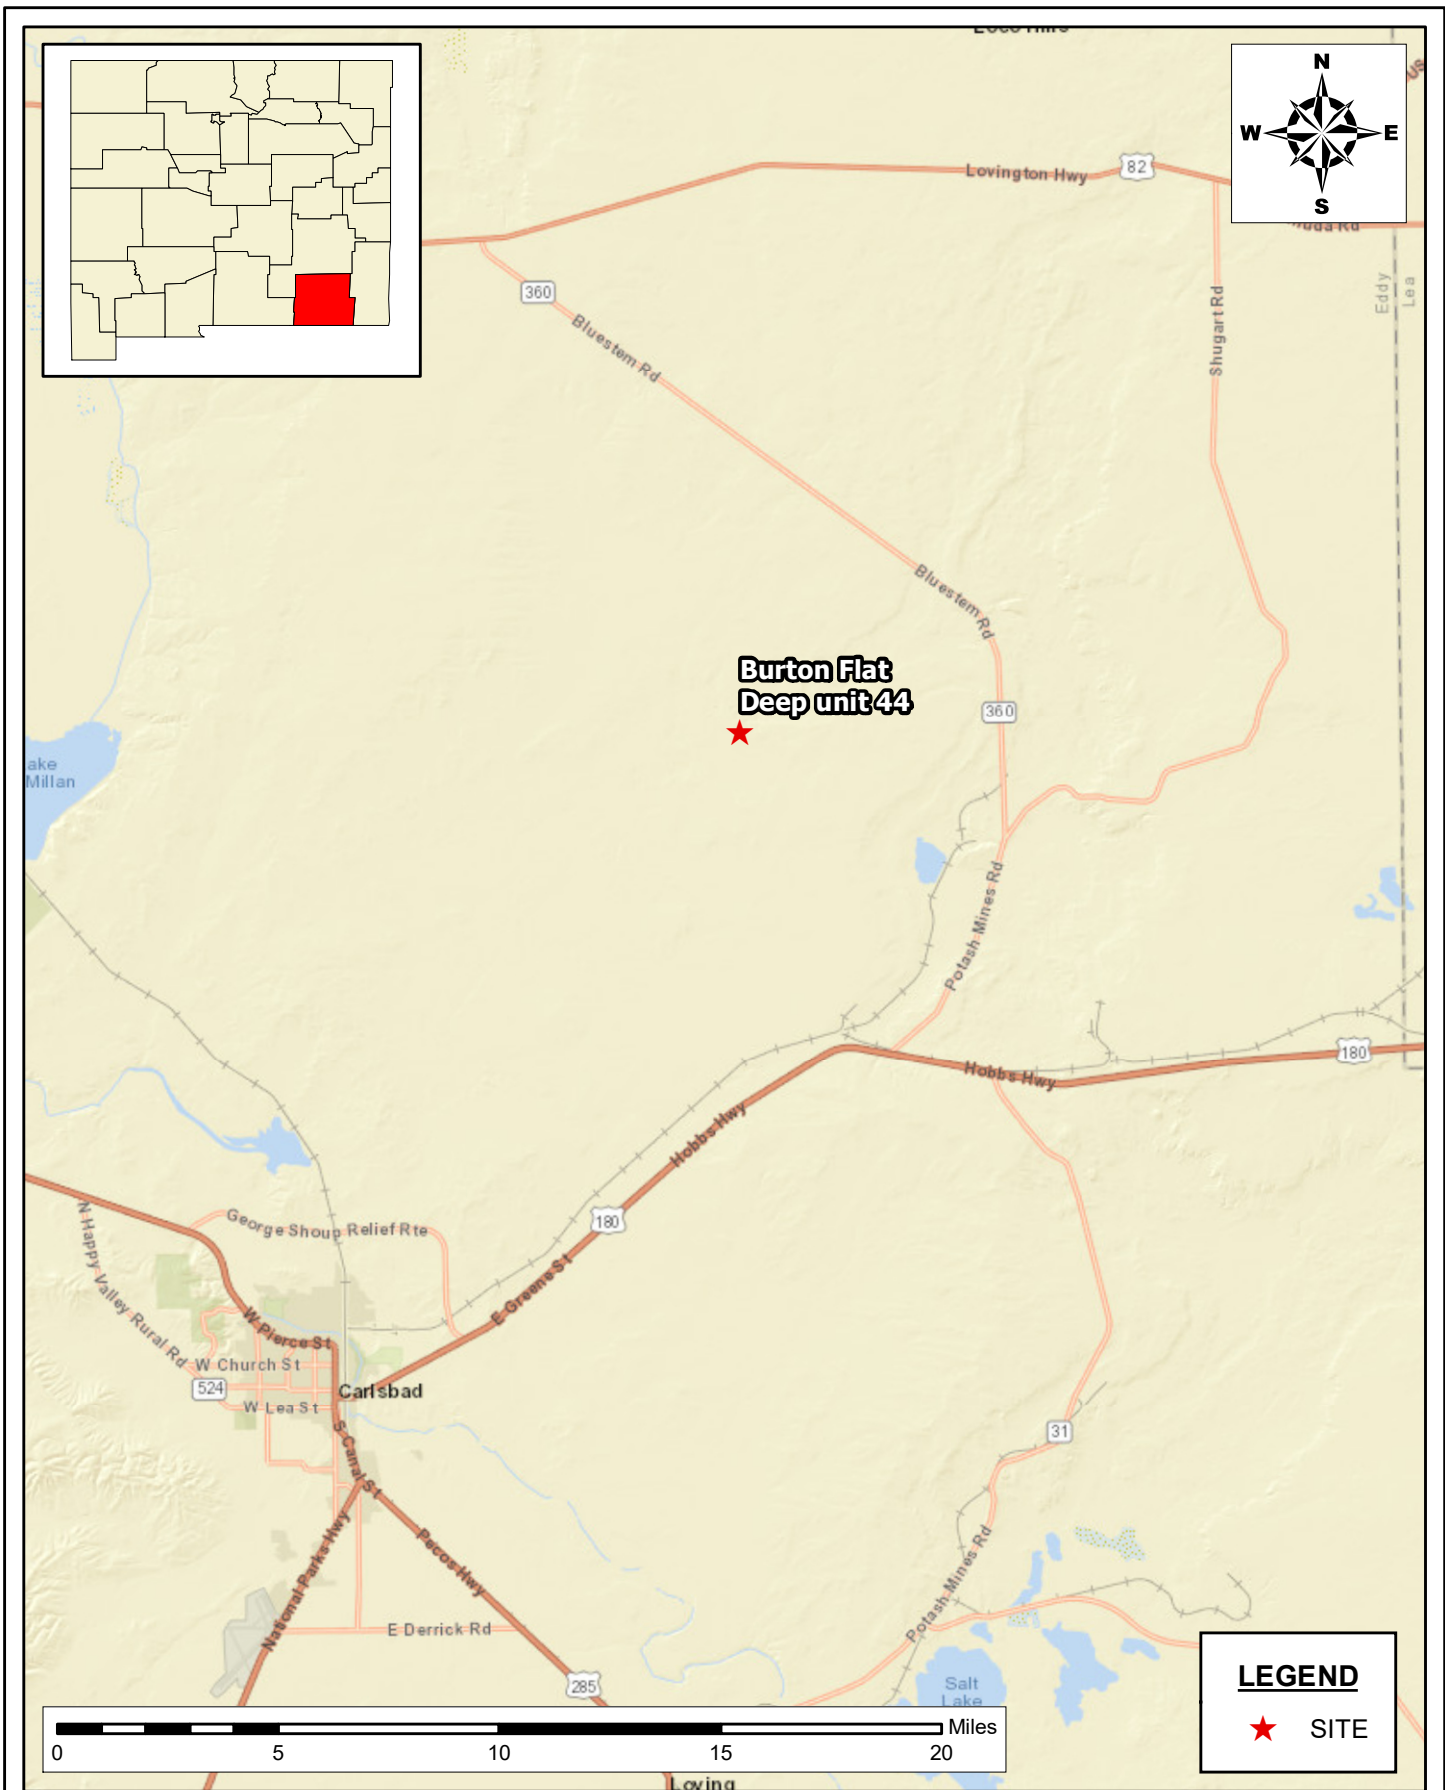 N
W
E
S
Lovington Hwy
82
360
Bluestem Rd
Shugart Rd
Eddy
Lea
Bluestem Rd
Burton Flat
Deep unit 44
360
ake
Millan
Potash Mines Rd
180
Hobbs Hwy
Hobbs Hwy
180
N Happy Valley Rural Rd
George Shoup Relief Rte
E Greene St
W Pierce St
W Church St
524
Carlsbad
W Lea St
S Canal St
31
National Parks Hwy
Pecos Hwy
Potash Mines Rd
E Derrick Rd
285
Salt
Lake
LEGEND
SITE
Miles
0 5 10 15 20
Loving